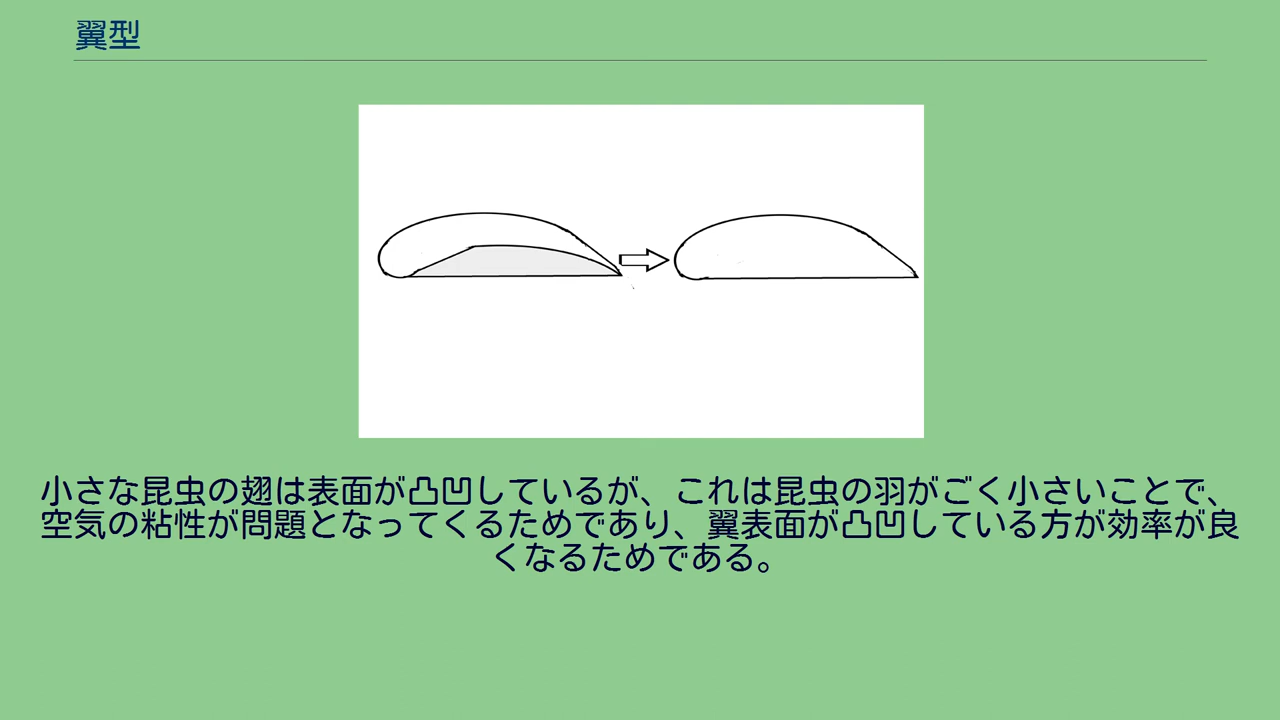 翼型
小さな昆虫の翅は表面が凸凹しているが、これは昆虫の羽がごく小さいことで、
空気の粘性が問題となってくるためであり、翼表面が凸凹している方が効率が良
くなるためである。